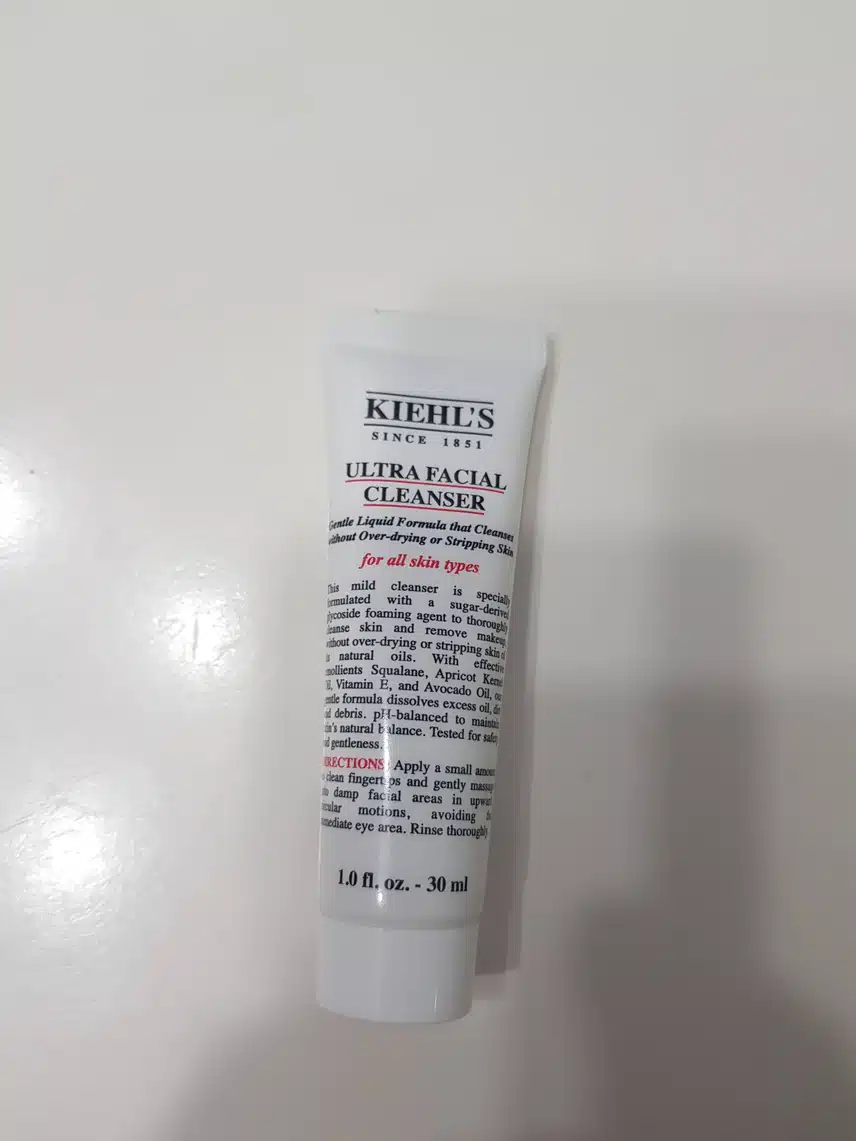 KIEHL'S
SINCE 1851
ULTRA FACIAL
CLEANSER
Gentle Liquid Formula that Cleanses
without Over-drying or Stripping Skin
for all skin types
This mild cleanser is specially
formulated with a sugar-derived
glycoside foaming agent to thoroughly
cleanse skin and remove makeup
without over-drying or stripping skin of
its natural oils. With effective
emollients Squalane, Apricot Kernel
Oil, Vitamin E, and Avocado Oil, our
gentle formula dissolves excess oil, dirt
and debris. pH-balanced to maintain
skin's natural balance. Tested for safety
and gentleness.
DIRECTIONS: Apply a small amount
to clean fingertips and gently massage
onto damp facial areas in upward
circular motions, avoiding the
immediate eye area. Rinse thoroughly.
1.0 fl. oz. - 30 ml